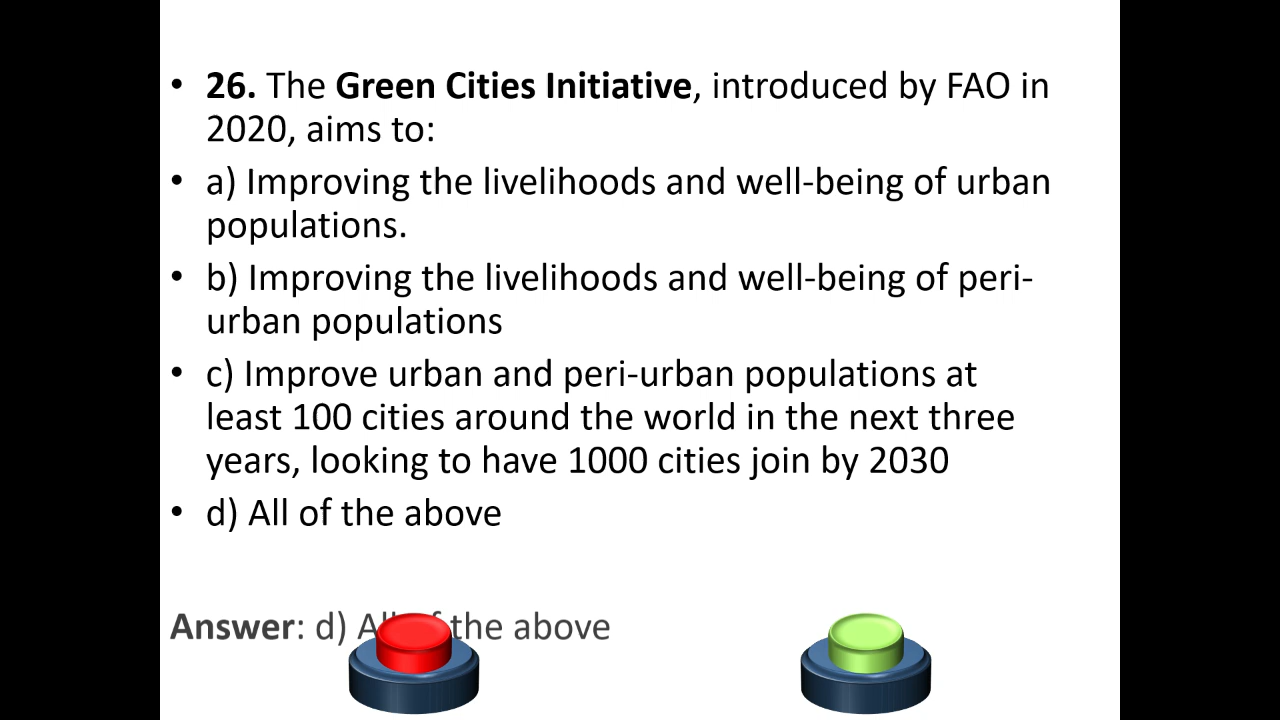 • 26. The Green Cities Initiative, introduced by FAO in
2020, aims to:
• a) Improving the livelihoods and well-being of urban
populations.
• b) Improving the livelihoods and well-being of peri-
urban populations
• c) Improve urban and peri-urban populations at
least 100 cities around the world in the next three
years, looking to have 1000 cities join by 2030
• d) All of the above
Answer: d) All of the above